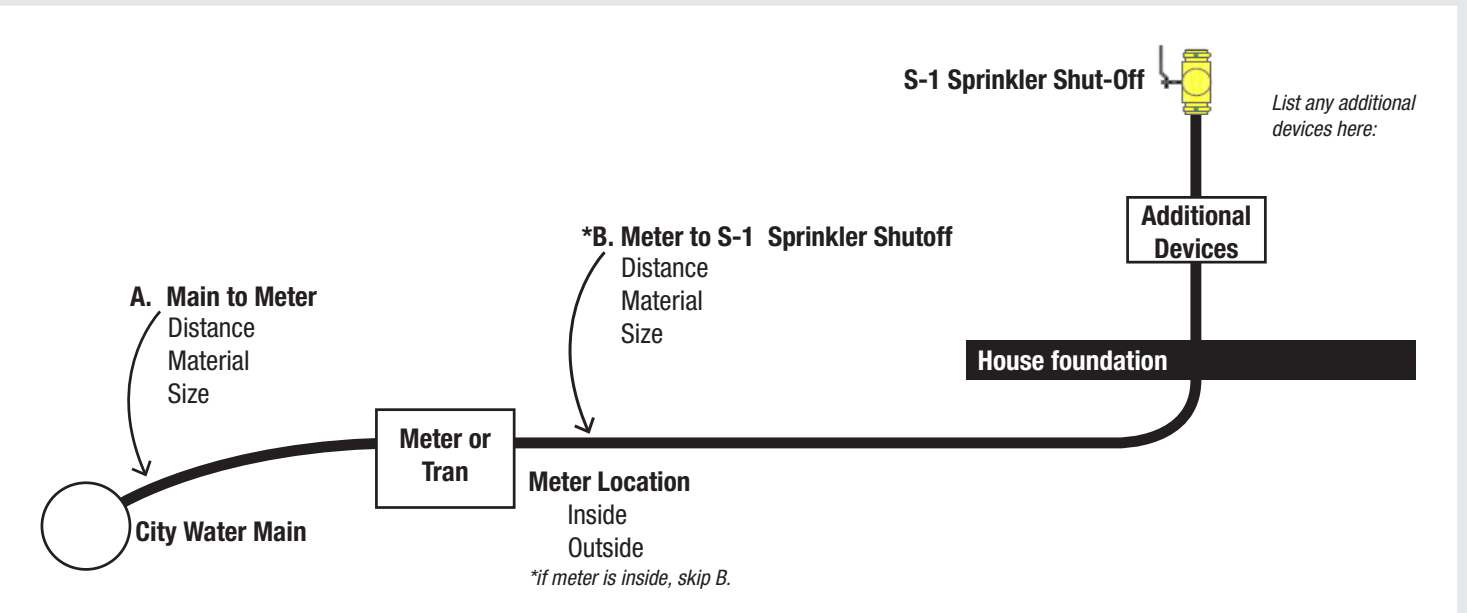 S-1 Sprinkler Shut-Off
List any additional
devices here:
Additional
Devices
*B. Meter to S-1 Sprinkler Shutoff
Distance
Material
Size
A. Main to Meter
Distance
Material
Size
House foundation
Meter or
Tran
Meter Location
Inside
Outside
*if meter is inside, skip B.
City Water Main